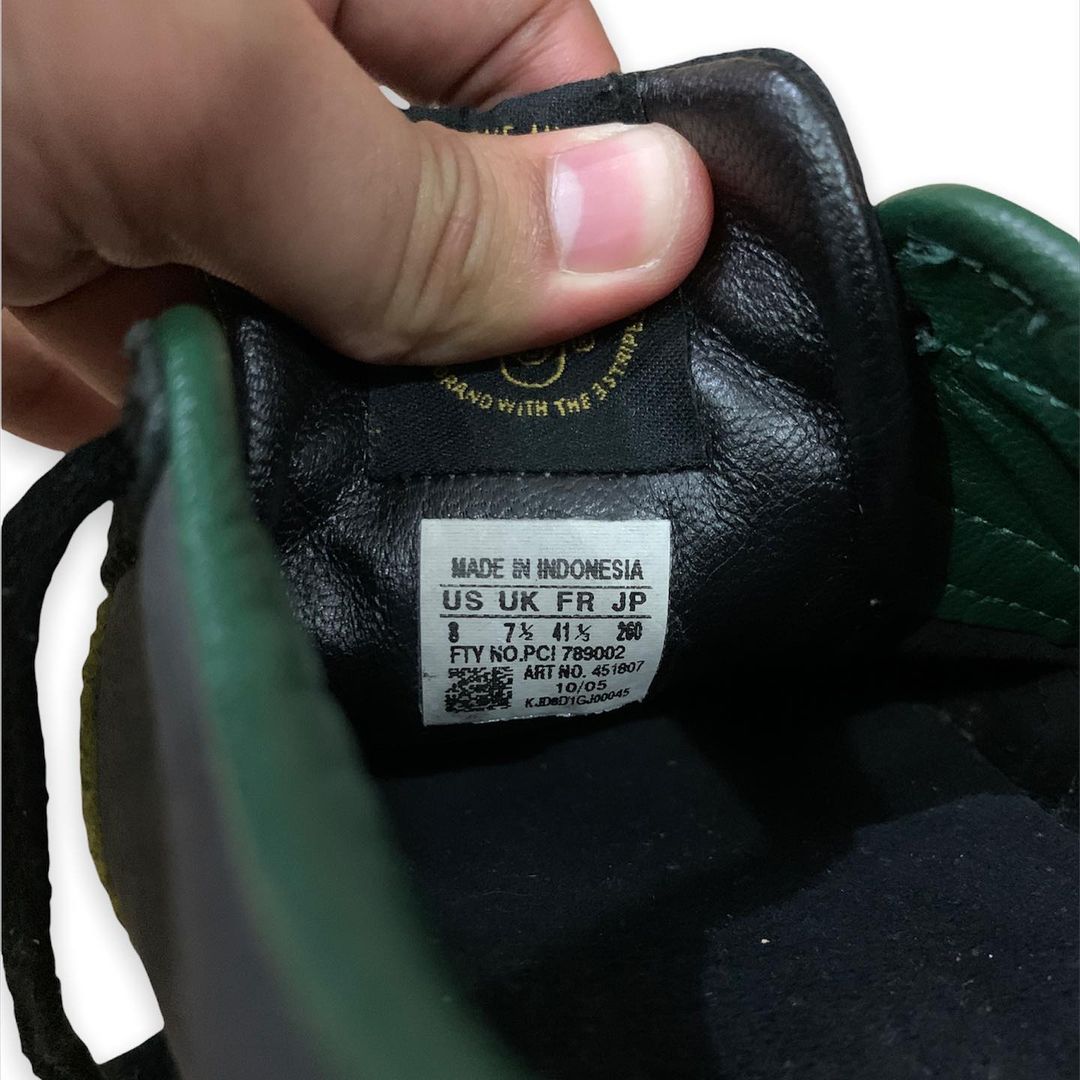 BRAND WITH THE 3 STRIPE
MADE IN INDONESIA
US UK FR JP
8 7½ 41⅓ 260
FTY NO.PCI 789002
ART NO. 451807
10/05
KJD8D1GJ00045